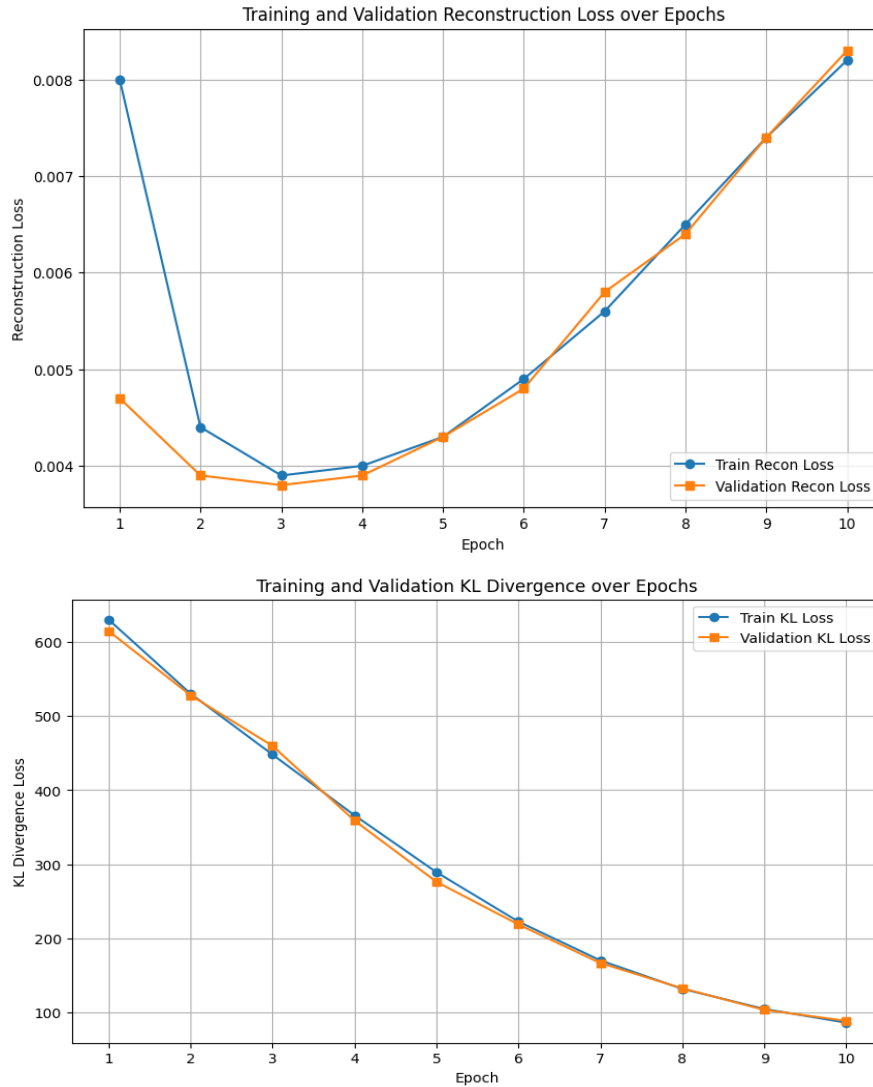 Training and Validation Reconstruction Loss over Epochs
0.008
0.007
0.006
0.005
0.004
Reconstruction Loss
Train Recon Loss
Validation Recon Loss
1 2 3 4 5 6 7 8 9 10
Epoch
Training and Validation KL Divergence over Epochs
Train KL Loss
Validation KL Loss
600
500
400
300
200
100
KL Divergence Loss
1 2 3 4 5 6 7 8 9 10
Epoch